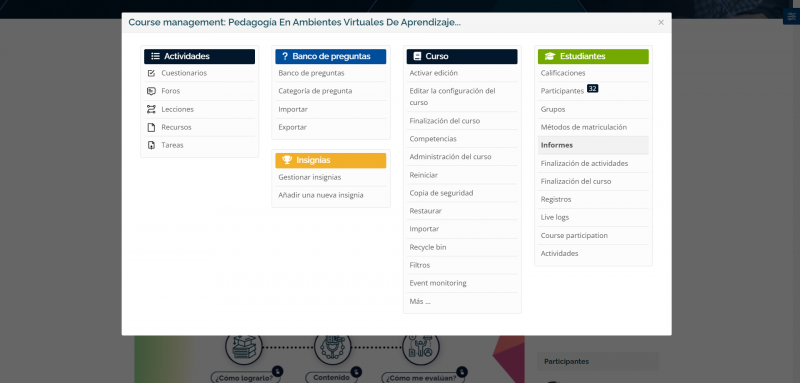 Course management: Pedagogía En Ambientes Virtuales De Aprendizaje...
×
Actividades
Cuestionarios
Foros
Lecciones
Recursos
Tareas
? Banco de preguntas
Banco de preguntas
Categoría de pregunta
Importar
Exportar
Insignias
Gestionar insignias
Añadir una nueva insignia
Curso
Activar edición
Editar la configuración del
curso
Finalización del curso
Competencias
Administración del curso
Reiniciar
Copia de seguridad
Restaurar
Importar
Recycle bin
Filtros
Event monitoring
Más ...
Estudiantes
Calificaciones
Participantes 32
Grupos
Métodos de matriculación
Informes
Finalización de actividades
Finalización del curso
Registros
Live logs
Course participation
Actividades
¿Cómo lograrlo?
Contenido
¿Cómo me evaluan?
Participantes